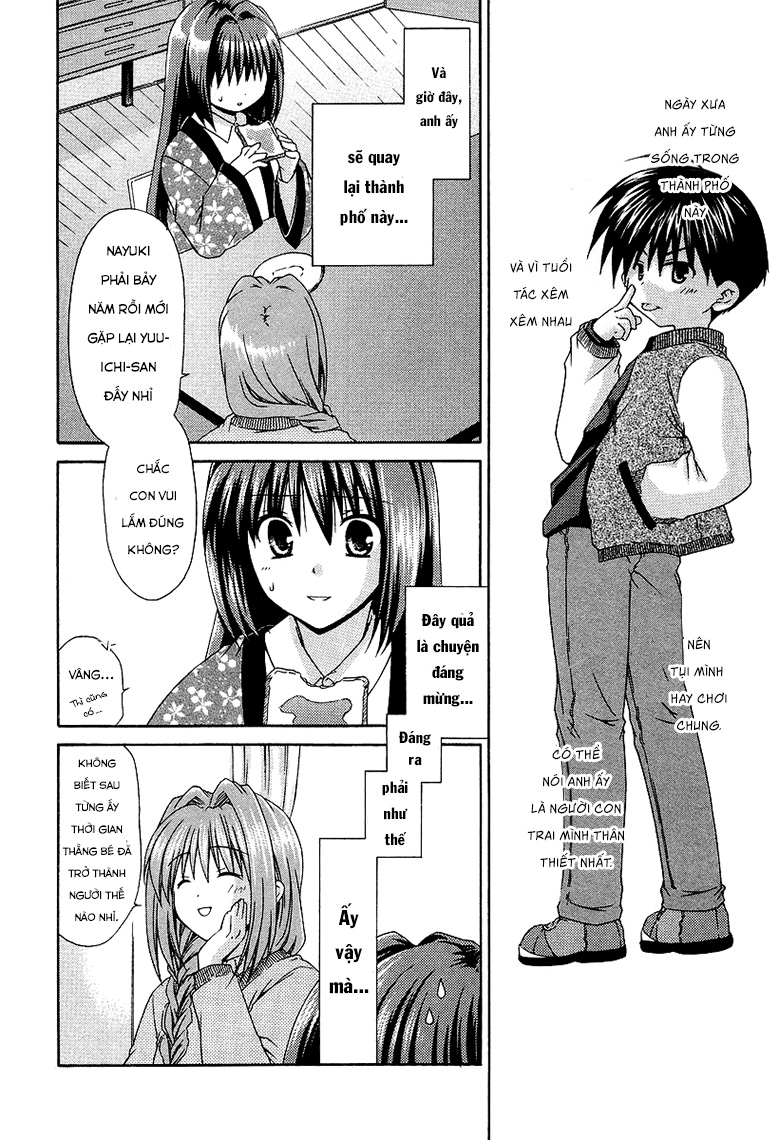 NGÀY XƯA
ANH ẤY TỪNG
SỐNG TRONG
THÀNH PHỐ
NÀY
VÀ VÌ TUỔI
TÁC XÊM
XÊM NHAU
NÊN
TỤI MÌNH
HAY CHƠI
CHUNG.
CÓ THỂ
NÓI ANH ẤY
LÀ NGƯỜI CON
TRAI MÌNH THÂN
THIẾT NHẤT.
Và
giờ đây,
anh ấy
sẽ quay
lại thành
phố này...
NAYUKI
PHẢI BẢY
NĂM RỒI MỚI
GẶP LẠI YUU-
ICHI-SAN
ĐẤY NHỈ
CHẮC
CON VUI
LẮM ĐÚNG
KHÔNG?
VÂNG...
Thì cũng
có...
Đây quả
là chuyện
đáng
mừng...
Đáng
ra
phải
như
thế
KHÔNG
BIẾT SAU
TỪNG ẤY
THỜI GIAN
THẰNG BÉ ĐÃ
TRỞ THÀNH
NGƯỜI THẾ
NÀO NHỈ.
Ấy
vậy
mà...